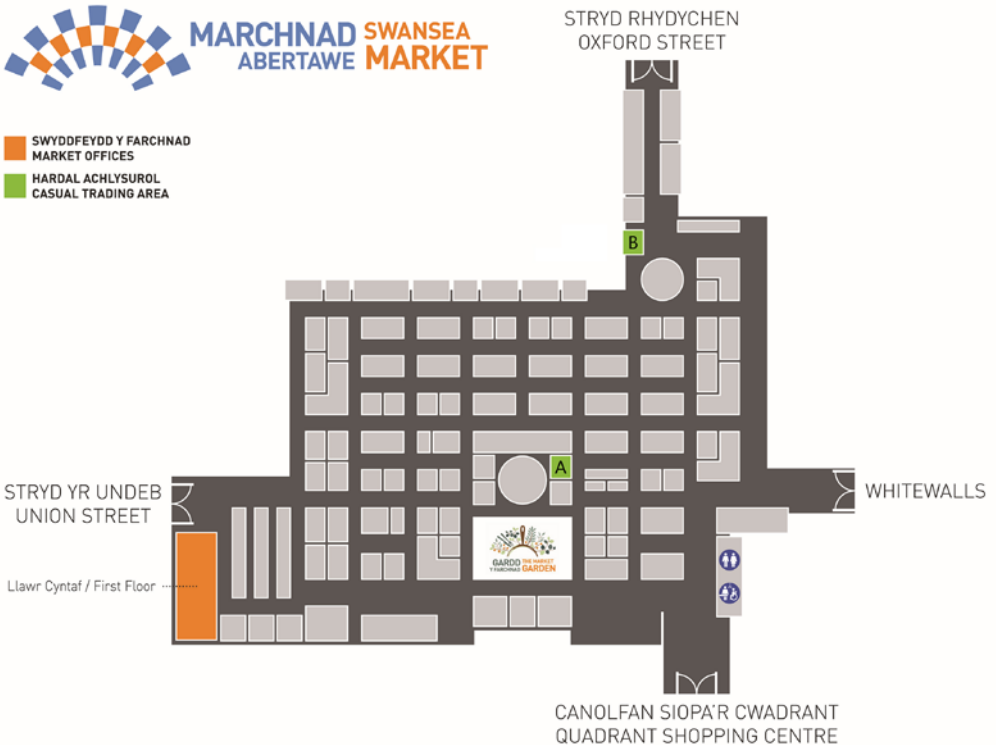 MARCHNAD SWANSEA
ABERTAWE MARKET
STRYD RHYDYCHEN
OXFORD STREET
SWYDDFEYDD Y FARCHNAD
MARKET OFFICES
HARDAL ACHLYSUROL
CASUAL TRADING AREA
B
A
STRYD YR UNDEB
UNION STREET
WHITEWALLS
GARDD THE MARKET
Y FARCHNAD GARDEN
Llawr Cyntaf / First Floor
CANOLFAN SIOPA'R CWADRANT
QUADRANT SHOPPING CENTRE